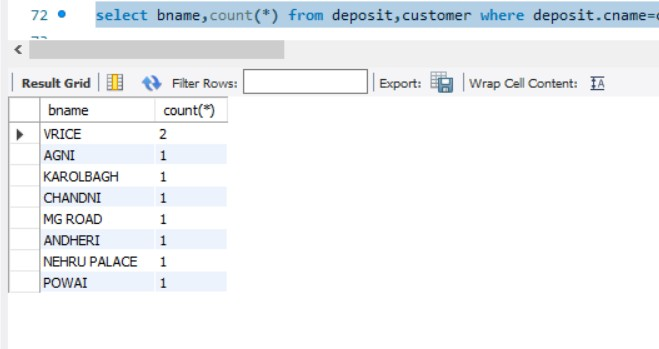 72 select bname,count(*) from deposit,customer where deposit.cname=
Result Grid Filter Rows: Export: Wrap Cell Content: IA
bname count(*)
VRICE 2
AGNI 1
KAROLBAGH 1
CHANDNI 1
MG ROAD 1
ANDHERI 1
NEHRU PALACE 1
POWAI 1